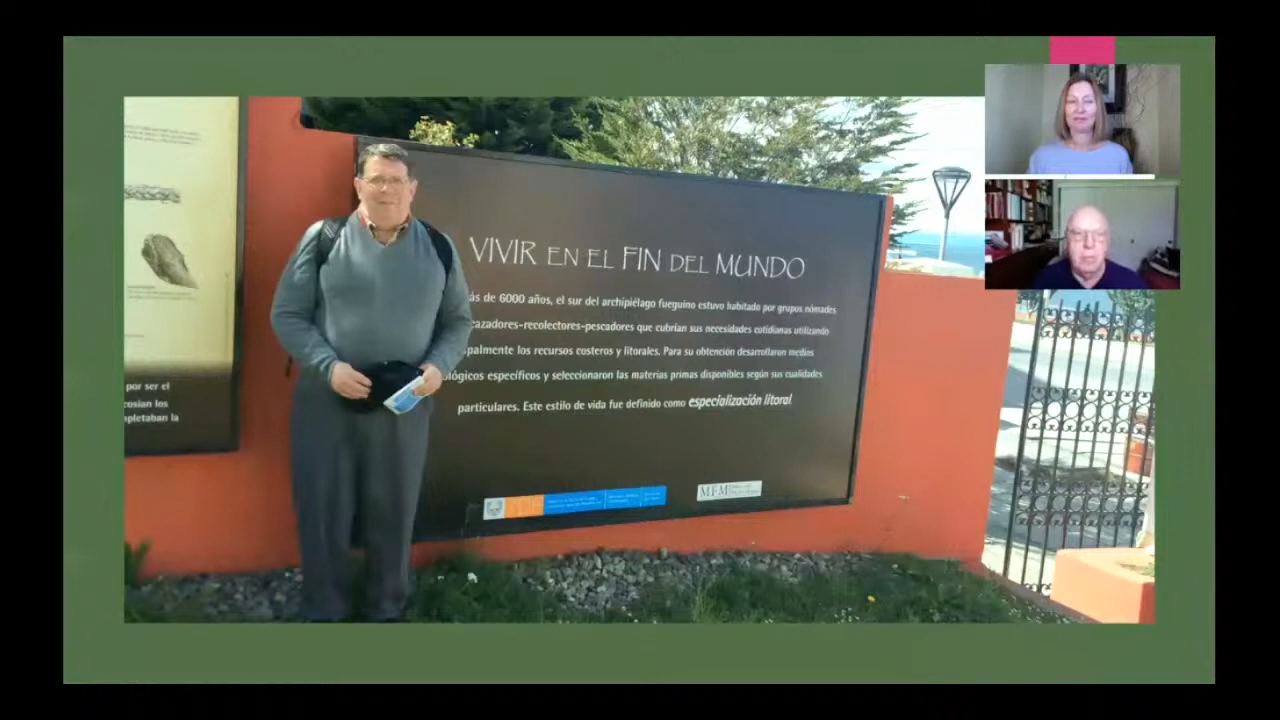 por ser el
cosían los
mpletaban la
VIVIR EN EL FIN DEL MUNDO
ás de 6000 años, el sur del archipiélago fueguino estuvo habitado por grupos nómades
cazadores-recolectores-pescadores que cubrían sus necesidades cotidianas utilizando
palmente los recursos costeros y litorales. Para su obtención desarrollaron medios
lógicos específicos y seleccionaron las materias primas disponibles según sus cualidades
particulares. Este estilo de vida fue definido como especialización litoral
MFM